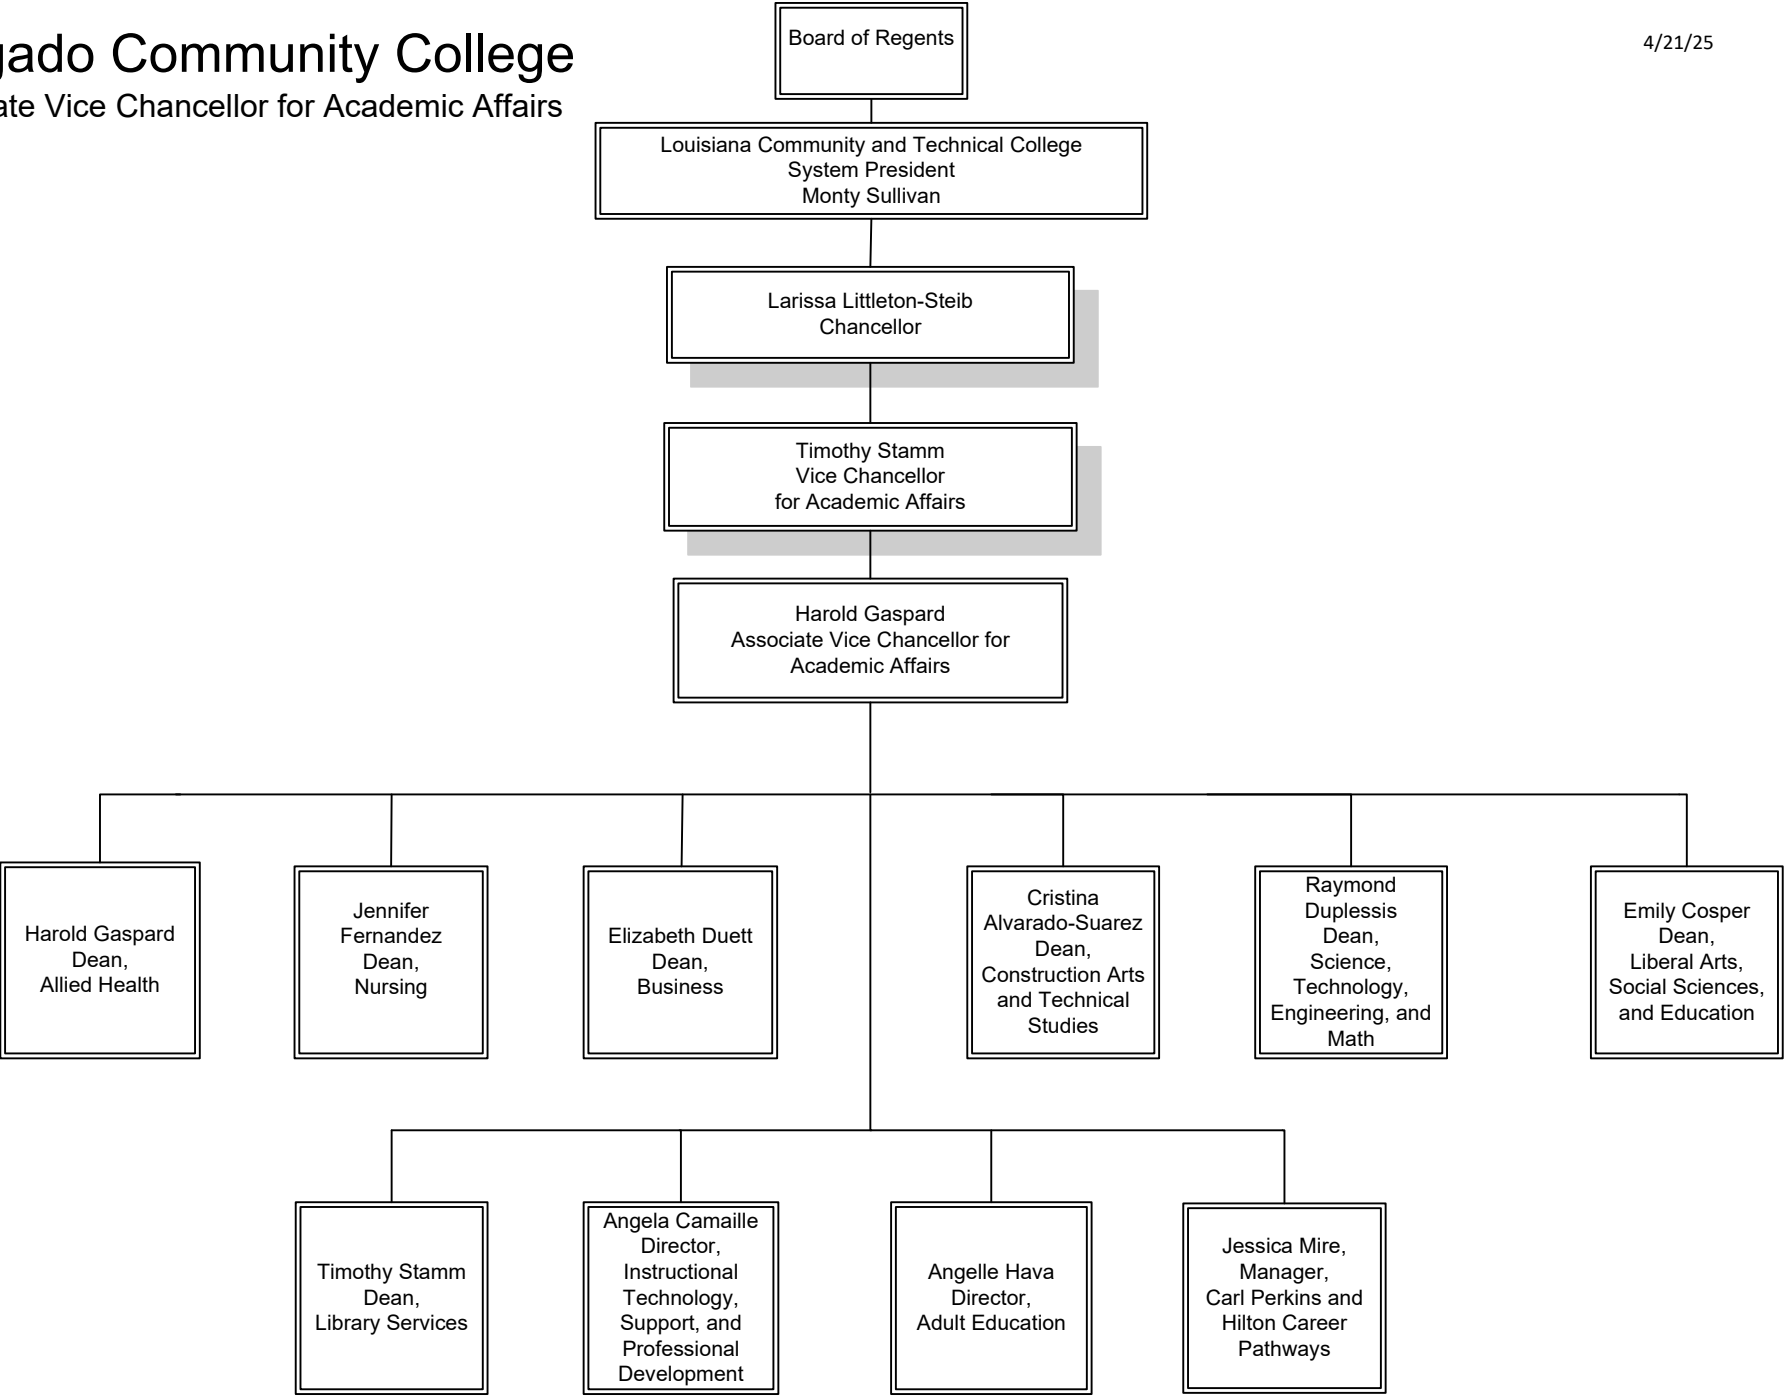 gado Community College
ate Vice Chancellor for Academic Affairs
Board of Regents
4/21/25
Louisiana Community and Technical College
System President
Monty Sullivan
Larissa Littleton-Steib
Chancellor
Timothy Stamm
Vice Chancellor
for Academic Affairs
Harold Gaspard
Associate Vice Chancellor for
Academic Affairs
Harold Gaspard
Dean,
Allied Health
Jennifer
Fernandez
Dean,
Nursing
Elizabeth Duett
Dean,
Business
Cristina
Alvarado-Suarez
Dean,
Construction Arts
and Technical
Studies
Raymond
Duplessis
Dean,
Science,
Technology,
Engineering, and
Math
Emily Cosper
Dean,
Liberal Arts,
Social Sciences,
and Education
Timothy Stamm
Dean,
Library Services
Angela Camaille
Director,
Instructional
Technology,
Support, and
Professional
Development
Angelle Hava
Director,
Adult Education
Jessica Mire,
Manager,
Carl Perkins and
Hilton Career
Pathways